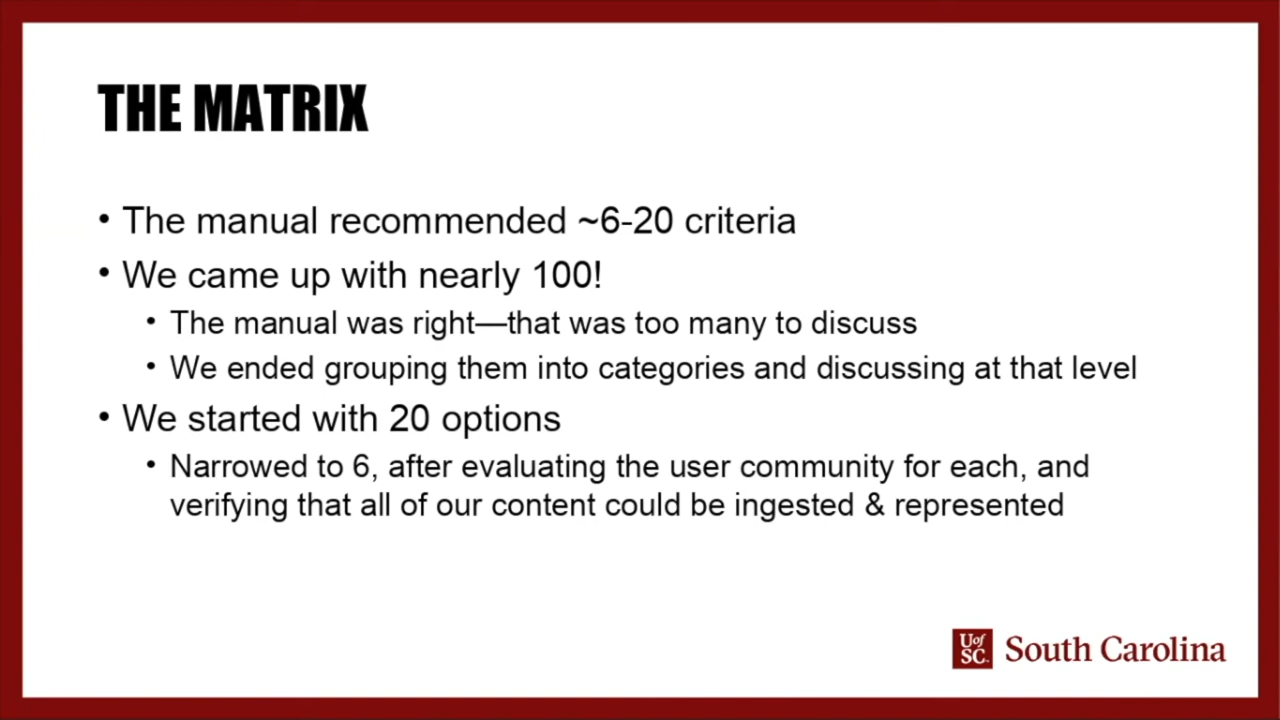 THE MATRIX
• The manual recommended ~6-20 criteria
• We came up with nearly 100!
• The manual was right—that was too many to discuss
• We ended grouping them into categories and discussing at that level
• We started with 20 options
• Narrowed to 6, after evaluating the user community for each, and
verifying that all of our content could be ingested & represented
Uof
SC.
South Carolina